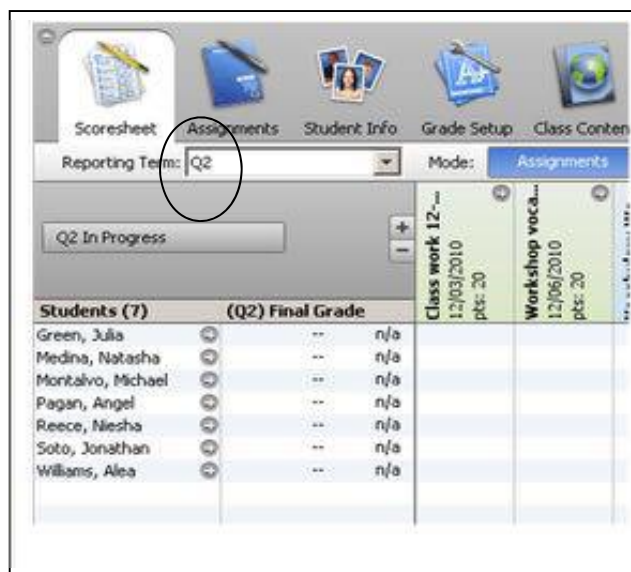 Scoresheet Assignments Student Info Grade Setup Class Conten
Reporting Term: Q2 Mode: Assignments
Q2 In Progress
+
−
Class work 12-...
12/03/2010
pts: 20
Workshop voca...
12/06/2010
pts: 20
Students (7) (Q2) Final Grade
Green, Julia -- n/a
Medina, Natasha -- n/a
Montalvo, Michael -- n/a
Pagan, Angel -- n/a
Reece, Niesha -- n/a
Soto, Jonathan -- n/a
Williams, Alea -- n/a